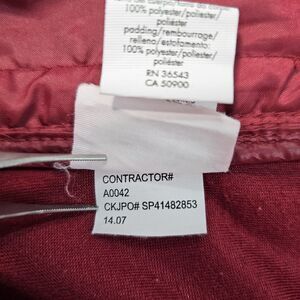 100% polyester/polyester/
poliéster
padding/rembourrage/
relleno/estofamento:
100% polyester/polyester/
poliéster
RN 36543
CA 50900
CONTRACTOR#
A0042
CKJPO# SP41482853
14.07